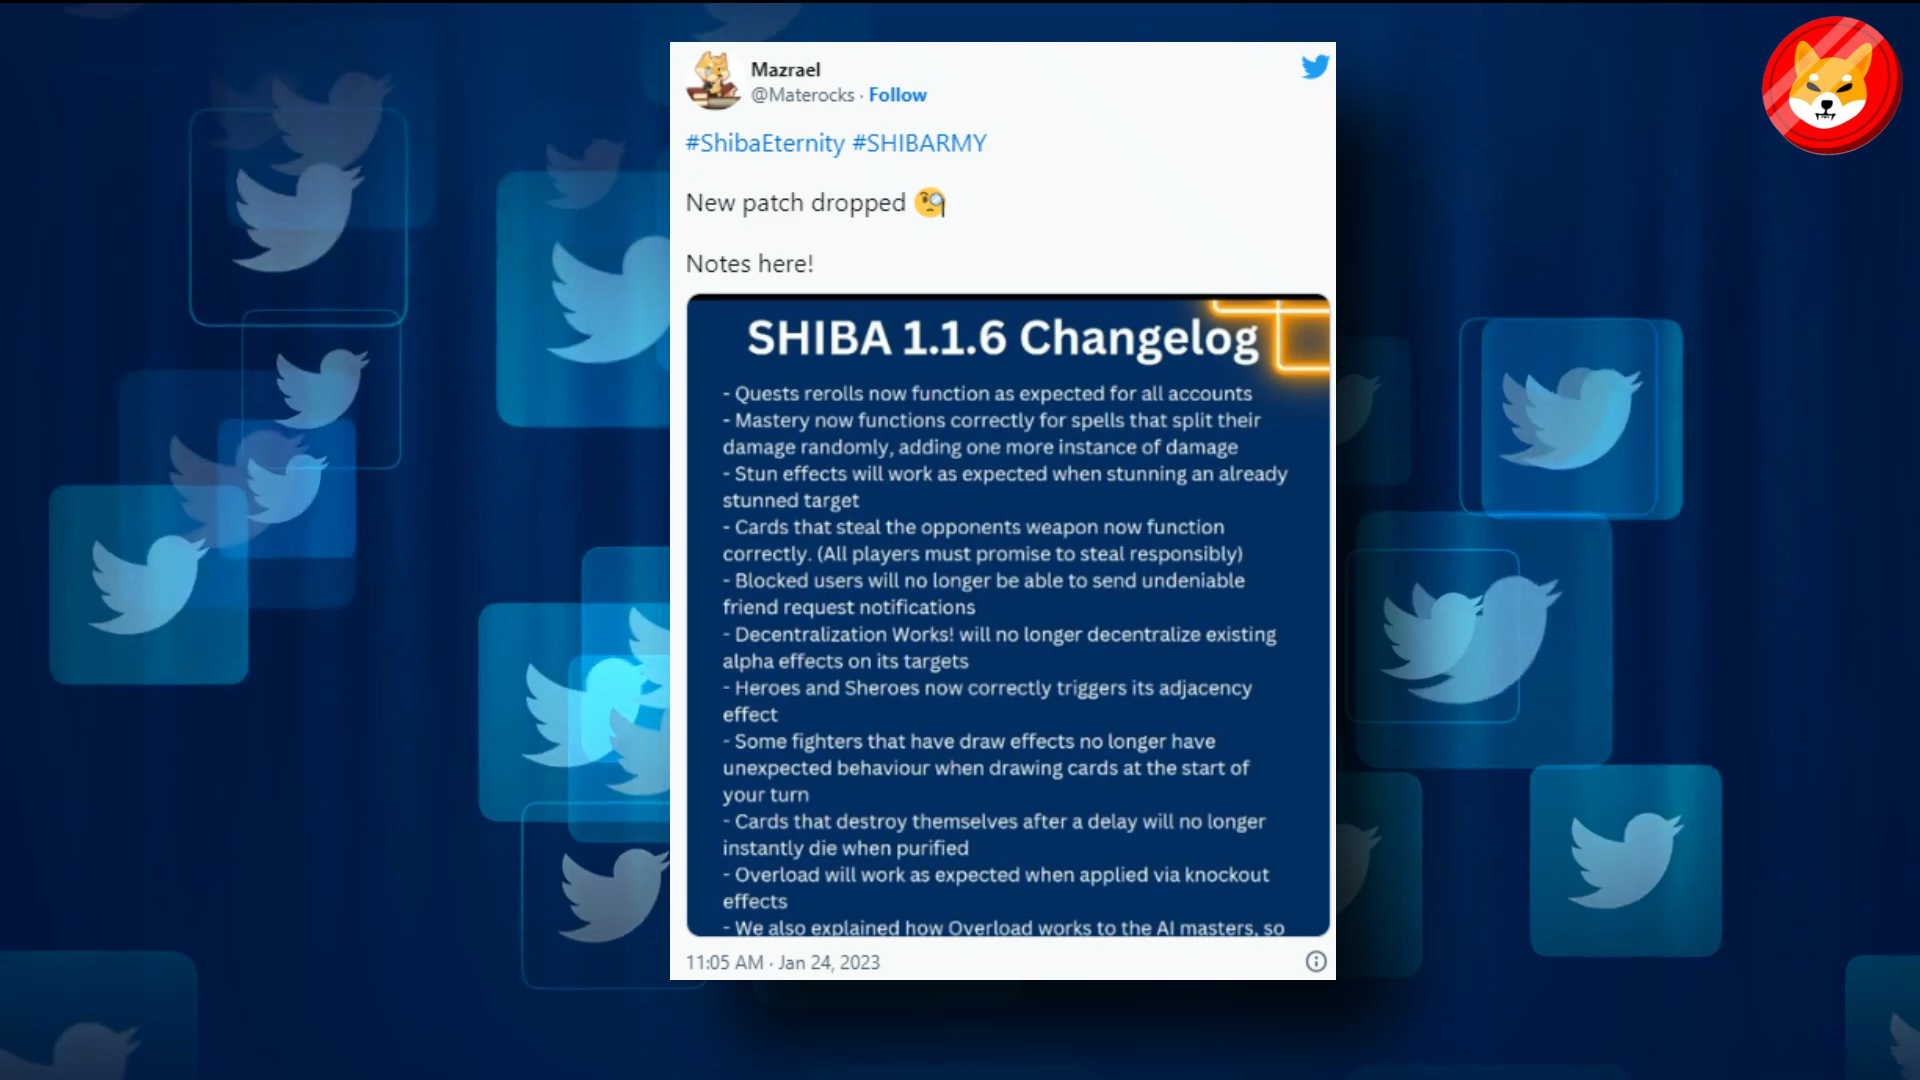 Mazrael
@Materocks · Follow
#ShibaEternity #SHIBARMY
New patch dropped 🧐
Notes here!
SHIBA 1.1.6 Changelog
- Quests rerolls now function as expected for all accounts
- Mastery now functions correctly for spells that split their
damage randomly, adding one more instance of damage
- Stun effects will work as expected when stunning an already
stunned target
- Cards that steal the opponents weapon now function
correctly. (All players must promise to steal responsibly)
- Blocked users will no longer be able to send undeniable
friend request notifications
- Decentralization Works! will no longer decentralize existing
alpha effects on its targets
- Heroes and Sheroes now correctly triggers its adjacency
effect
- Some fighters that have draw effects no longer have
unexpected behaviour when drawing cards at the start of
your turn
- Cards that destroy themselves after a delay will no longer
instantly die when purified
- Overload will work as expected when applied via knockout
effects
- We also explained how Overload works to the AI masters, so
11:05 AM · Jan 24, 2023